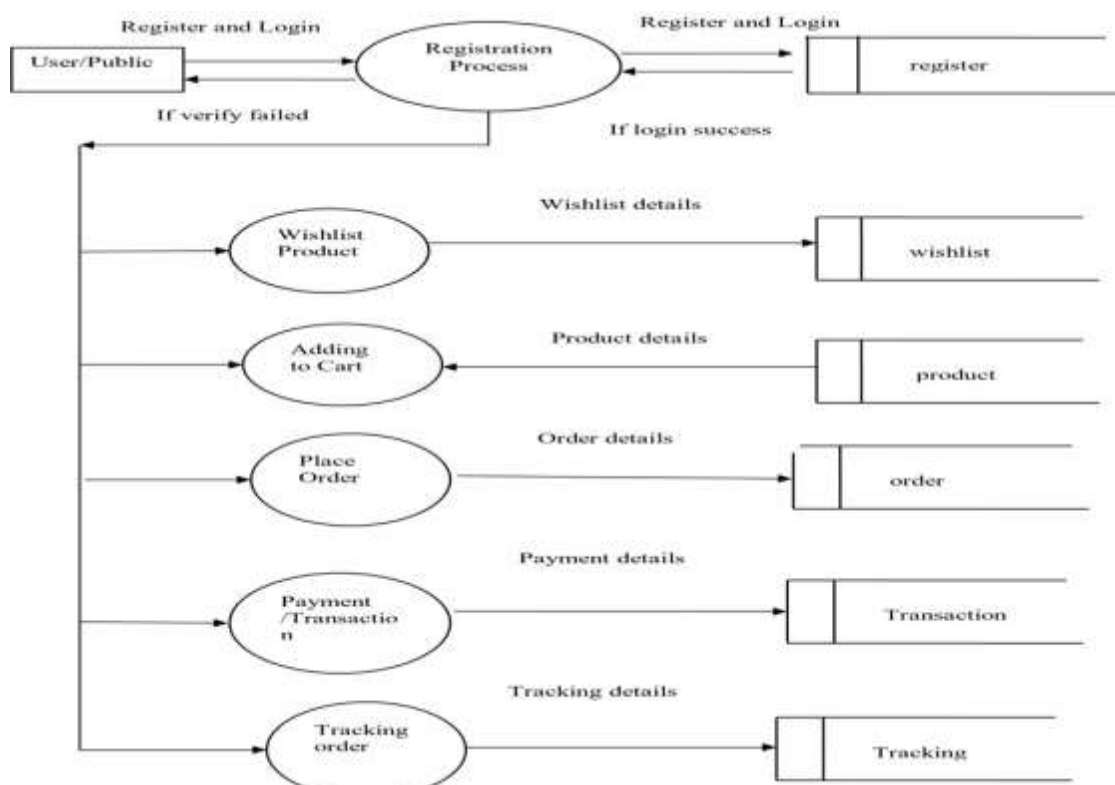 Register and Login
Register and Login
User/Public
Registration
Process
register
If verify failed
If login success
Wishlist details
Wishlist
Product
wishlist
Product details
Adding
to Cart
product
Order details
Place
Order
order
Payment details
Payment
/Transactio
n
Transaction
Tracking details
Tracking
order
Tracking